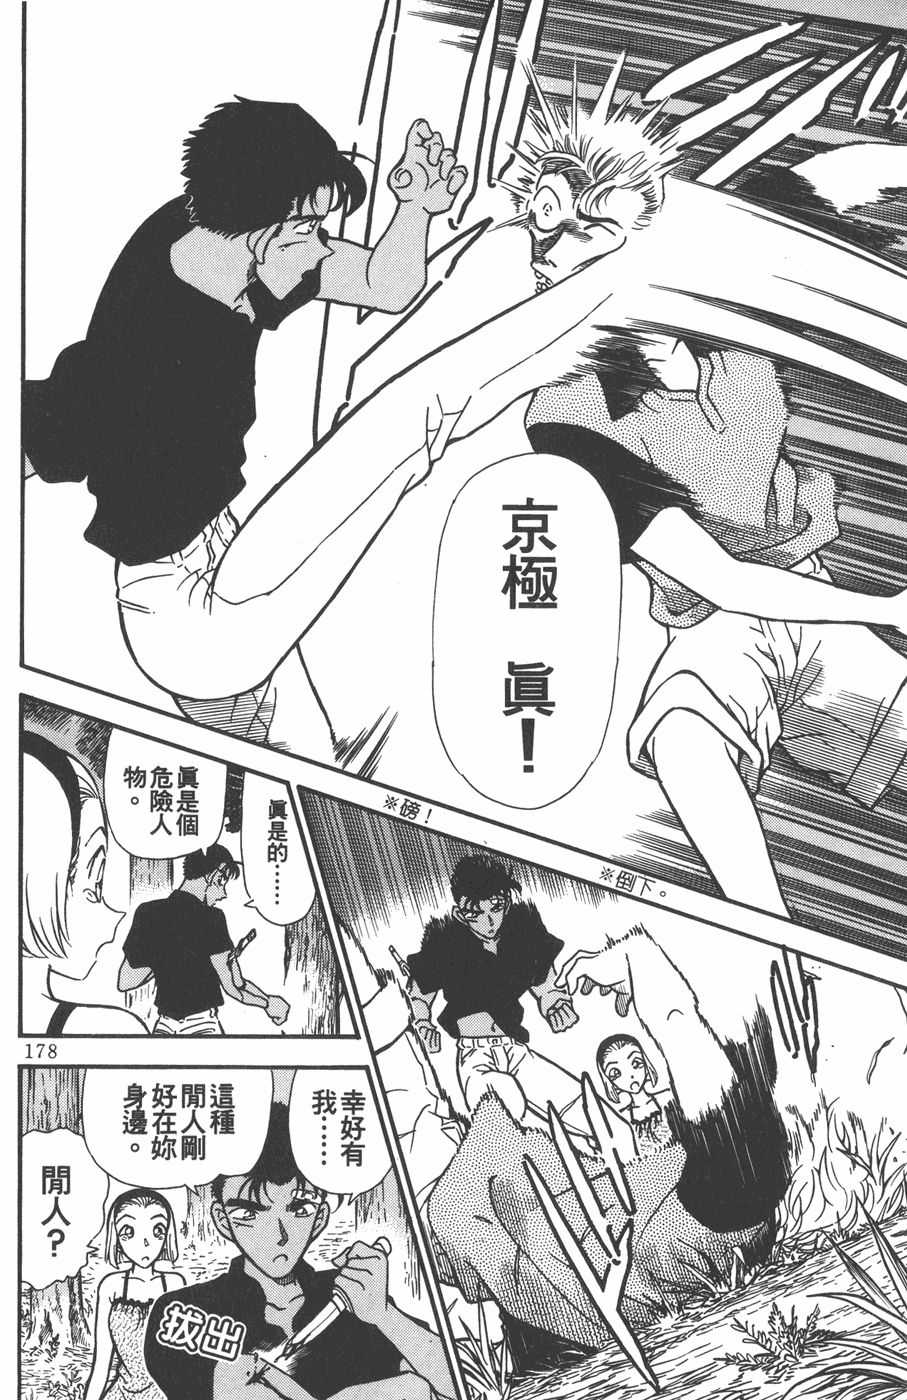 京極
眞！
※磅！
※倒下。
眞是的……
眞是個
危險人
物。
178
幸好有
我……
這種
閒人剛
好在妳
身邊。
拔出
閒人？